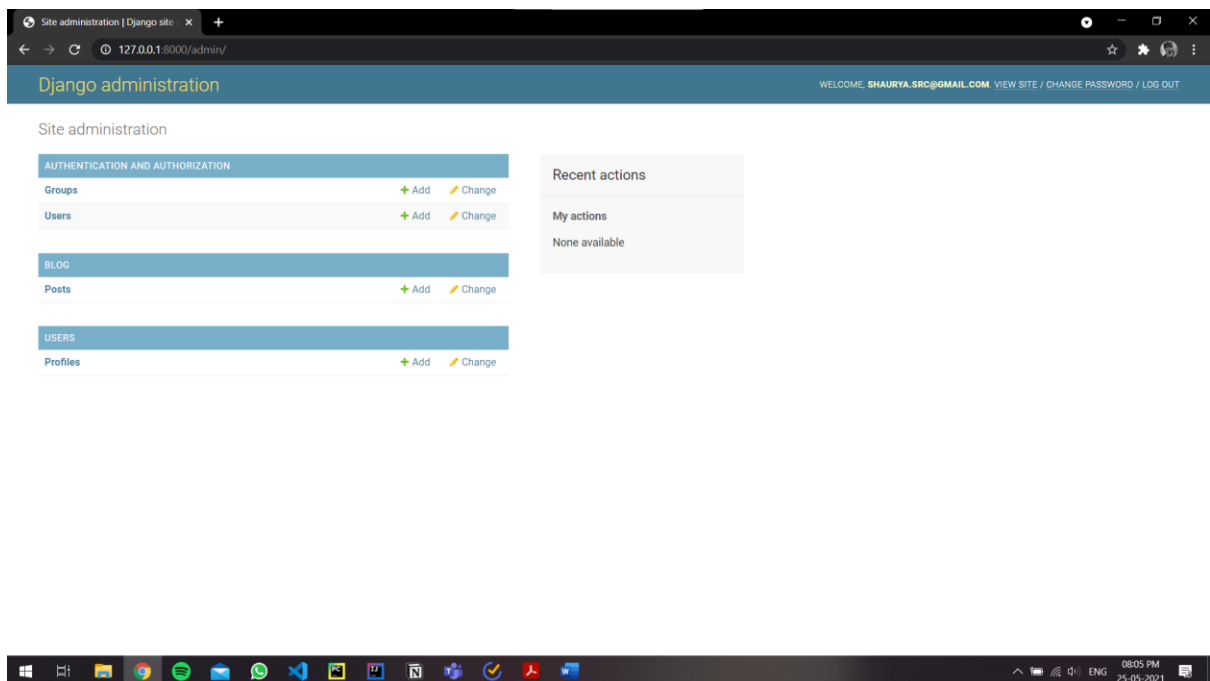 Site administration | Django site
127.0.0.1:8000/admin/
Django administration
WELCOME, SHAURYA.SRC@GMAIL.COM. VIEW SITE / CHANGE PASSWORD / LOG OUT
Site administration
AUTHENTICATION AND AUTHORIZATION
Groups + Add Change
Users + Add Change
BLOG
Posts + Add Change
USERS
Profiles + Add Change
Recent actions
My actions
None available
PC
IJ
N
W
ENG
08:05 PM
25-05-2021